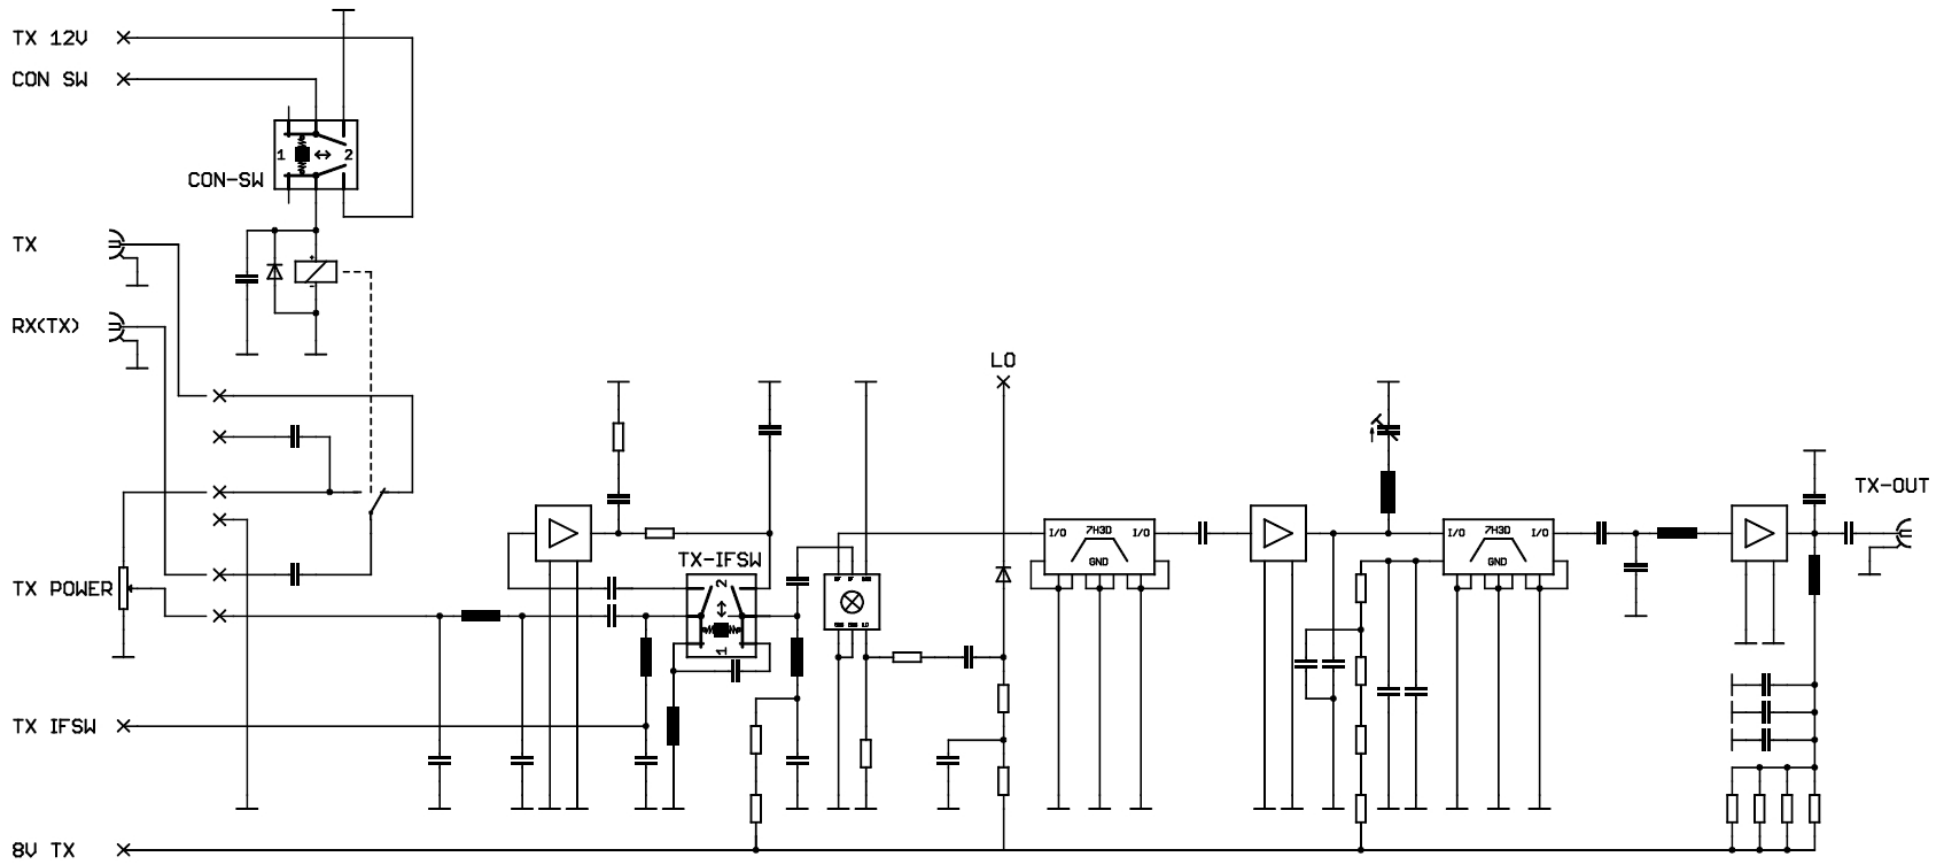 TX 12V
CON SW
1 2
CON-SW
TX
+
-
RX(TX)
LO
TX-OUT
I/O 7H3D I/O
GND
I/O 7H3D I/O
GND
TX-IFSW
2
1
TX POWER
TX IFSW
8V TX